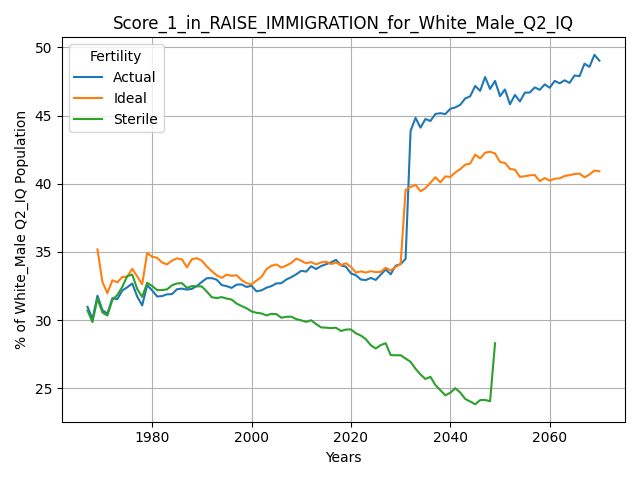 Score_1_in_RAISE_IMMIGRATION_for_White_Male_Q2_IQ
Fertility
Actual
Ideal
Sterile
% of White_Male Q2_IQ Population
50
45
40
35
30
25
1980
2000
2020
2040
2060
Years